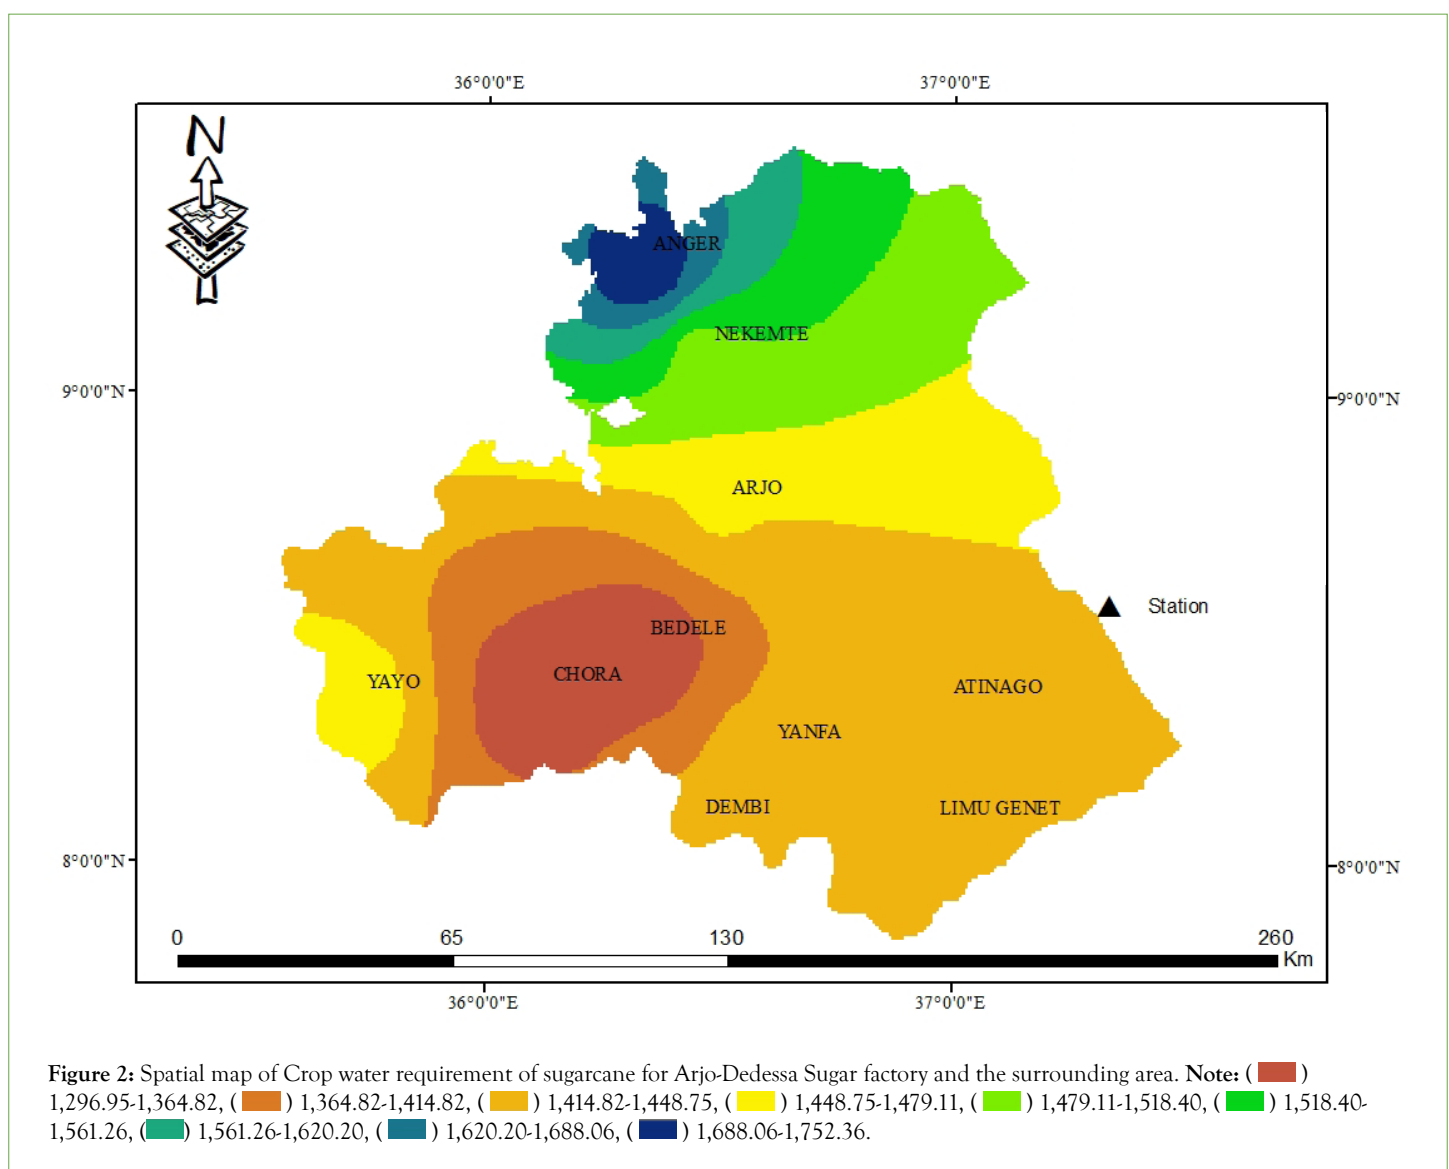 36°0'0"E 37°0'0"E
N
ANGER
NEKEMTE
9°0'0"N 9°0'0"N
ARJO
Station
BEDELE
CHORA
YAYO
ATINAGO
YANFA
DEMBI
LIMU GENET
8°0'0"N 8°0'0"N
0 65 130 260
Km
36°0'0"E 37°0'0"E
Figure 2: Spatial map of Crop water requirement of sugarcane for Arjo-Dedessa Sugar factory and the surrounding area. Note: ( )
1,296.95-1,364.82, ( ) 1,364.82-1,414.82, ( ) 1,414.82-1,448.75, ( ) 1,448.75-1,479.11, ( ) 1,479.11-1,518.40, ( ) 1,518.40-
1,561.26, ( ) 1,561.26-1,620.20, ( ) 1,620.20-1,688.06, ( ) 1,688.06-1,752.36.